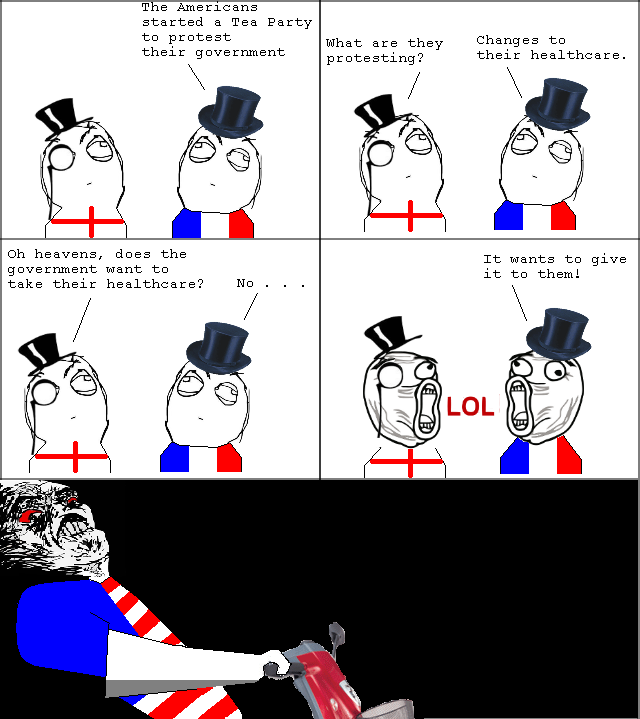 The Americans
started a Tea Party
to protest
their government
What are they
protesting?
Changes to
their healthcare.
Oh heavens, does the
government want to
take their healthcare?
No . . .
It wants to give
it to them!
LOL